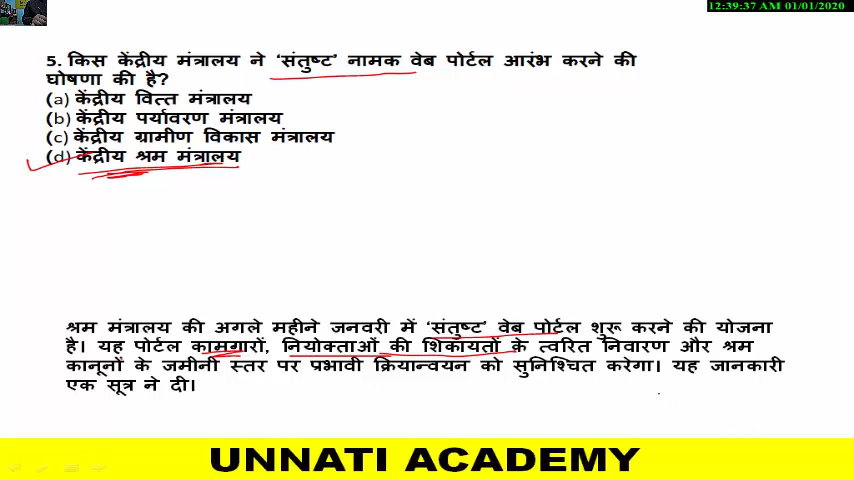 12:39:37 AM 01/01/2020
5. किस केंद्रीय मंत्रालय ने ‘संतुष्ट’ नामक वेब पोर्टल आरंभ करने की
घोषणा की है?
(a) केंद्रीय वित्त मंत्रालय
(b) केंद्रीय पर्यावरण मंत्रालय
(c) केंद्रीय ग्रामीण विकास मंत्रालय
(d) केंद्रीय श्रम मंत्रालय
श्रम मंत्रालय की अगले महीने जनवरी में ‘संतुष्ट’ वेब पोर्टल शुरू करने की योजना
है। यह पोर्टल कामगारों, नियोक्ताओं की शिकायतों के त्वरित निवारण और श्रम
कानूनों के जमीनी स्तर पर प्रभावी क्रियान्वयन को सुनिश्चित करेगा। यह जानकारी
एक सूत्र ने दी।
UNNATI ACADEMY